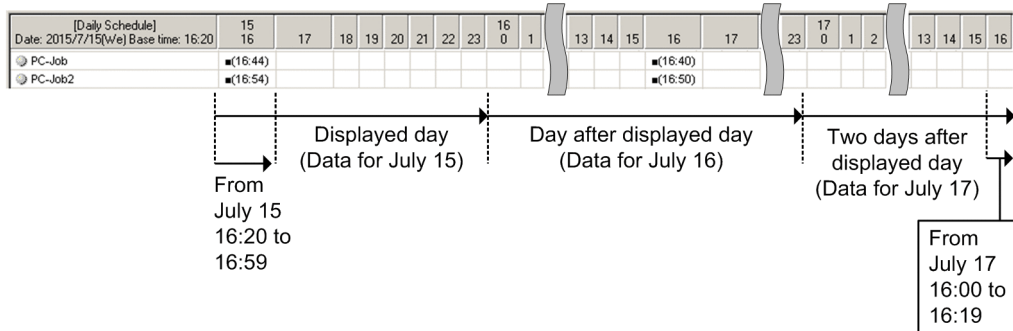 [Daily Schedule] 15 16 17
Date: 2015/7/15(We) Base time: 16:20 16 17 18 19 20 21 22 23 0 1 13 14 15 16 17 23 0 1 2 13 14 15 16
PC-Job ■(16:44) ■(16:40)
PC-Job2 ■(16:54) ■(16:50)
Displayed day
(Data for July 15)
Day after displayed day
(Data for July 16)
Two days after
displayed day
(Data for July 17)
From
July 15
16:20 to
16:59
From
July 17
16:00 to
16:19